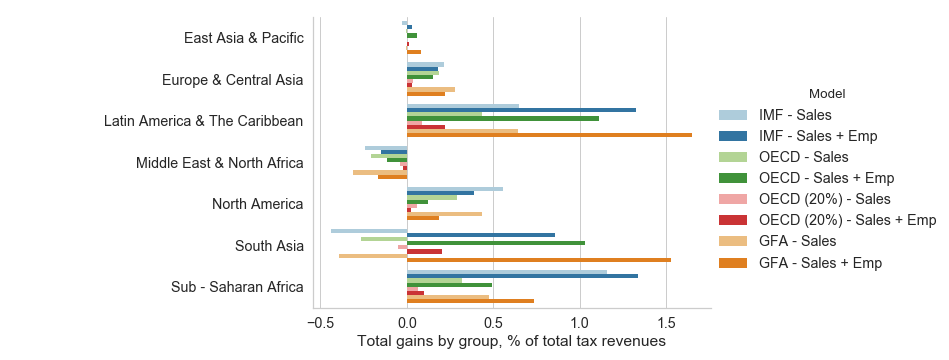 East Asia & Pacific
Europe & Central Asia
Latin America & The Caribbean
Middle East & North Africa
North America
South Asia
Sub - Saharan Africa
−0.5 0.0 0.5 1.0 1.5
Total gains by group, % of total tax revenues
Model
IMF - Sales
IMF - Sales + Emp
OECD - Sales
OECD - Sales + Emp
OECD (20%) - Sales
OECD (20%) - Sales + Emp
GFA - Sales
GFA - Sales + Emp